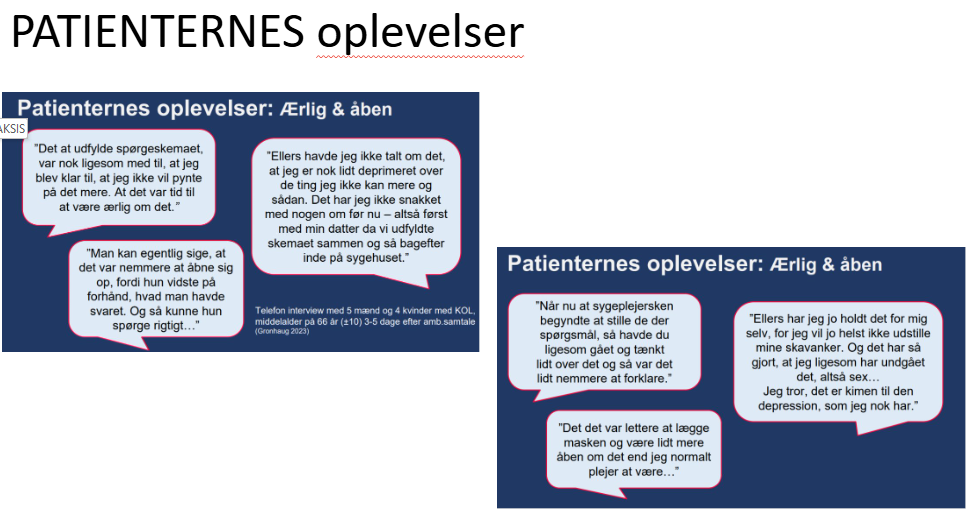 PATIENTERNES oplevelser
Patienternes oplevelser: Ærlig & åben
AKSIS
"Det at udfylde spørgeskemaet,
var nok ligesom med til, at jeg
blev klar til, at jeg ikke vil pynte
på det mere. At det var tid til
at være ærlig om det."
"Ellers havde jeg ikke talt om det,
at jeg er nok lidt deprimeret over
de ting jeg ikke kan mere og
sådan. Det har jeg ikke snakket
med nogen om før nu – altså først
med min datter da vi udfyldte
skemaet sammen og så bagefter
inde på sygehuset."
"Man kan egentlig sige, at
det var nemmere at åbne sig
op, fordi hun vidste på
forhånd, hvad man havde
svaret. Og så kunne hun
spørge rigtigt…"
Telefon interview med 5 mænd og 4 kvinder med KOL,
middelalder på 66 år (±10) 3-5 dage efter amb.samtale
(Gronhaug 2023)
Patienternes oplevelser: Ærlig & åben
"Når nu at sygeplejersken
begyndte at stille de der
spørgsmål, så havde du
ligesom gået og tænkt
lidt over det og så var det
lidt nemmere at forklare."
"Ellers har jeg jo holdt det for mig
selv, for jeg vil jo helst ikke udstille
mine skavanker. Og det har så
gjort, at jeg ligesom har undgået
det, altså sex…
Jeg tror, det er kimen til den
depression, som jeg nok har."
"Det det var lettere at lægge
masken og være lidt mere
åben om det end jeg normalt
plejer at være…"